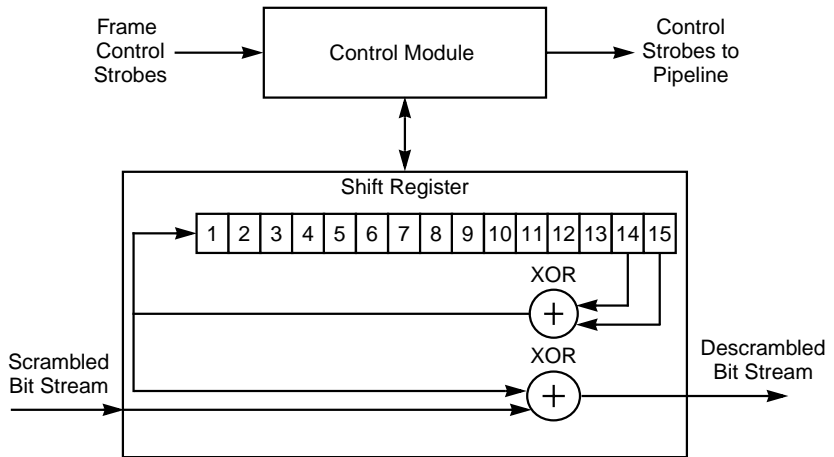 Frame
Control
Strobes
Control Module
Control
Strobes to
Pipeline
Shift Register
1 2 3 4 5 6 7 8 9 10 11 12 13 14 15
XOR
+
XOR
+
Scrambled
Bit Stream
Descrambled
Bit Stream